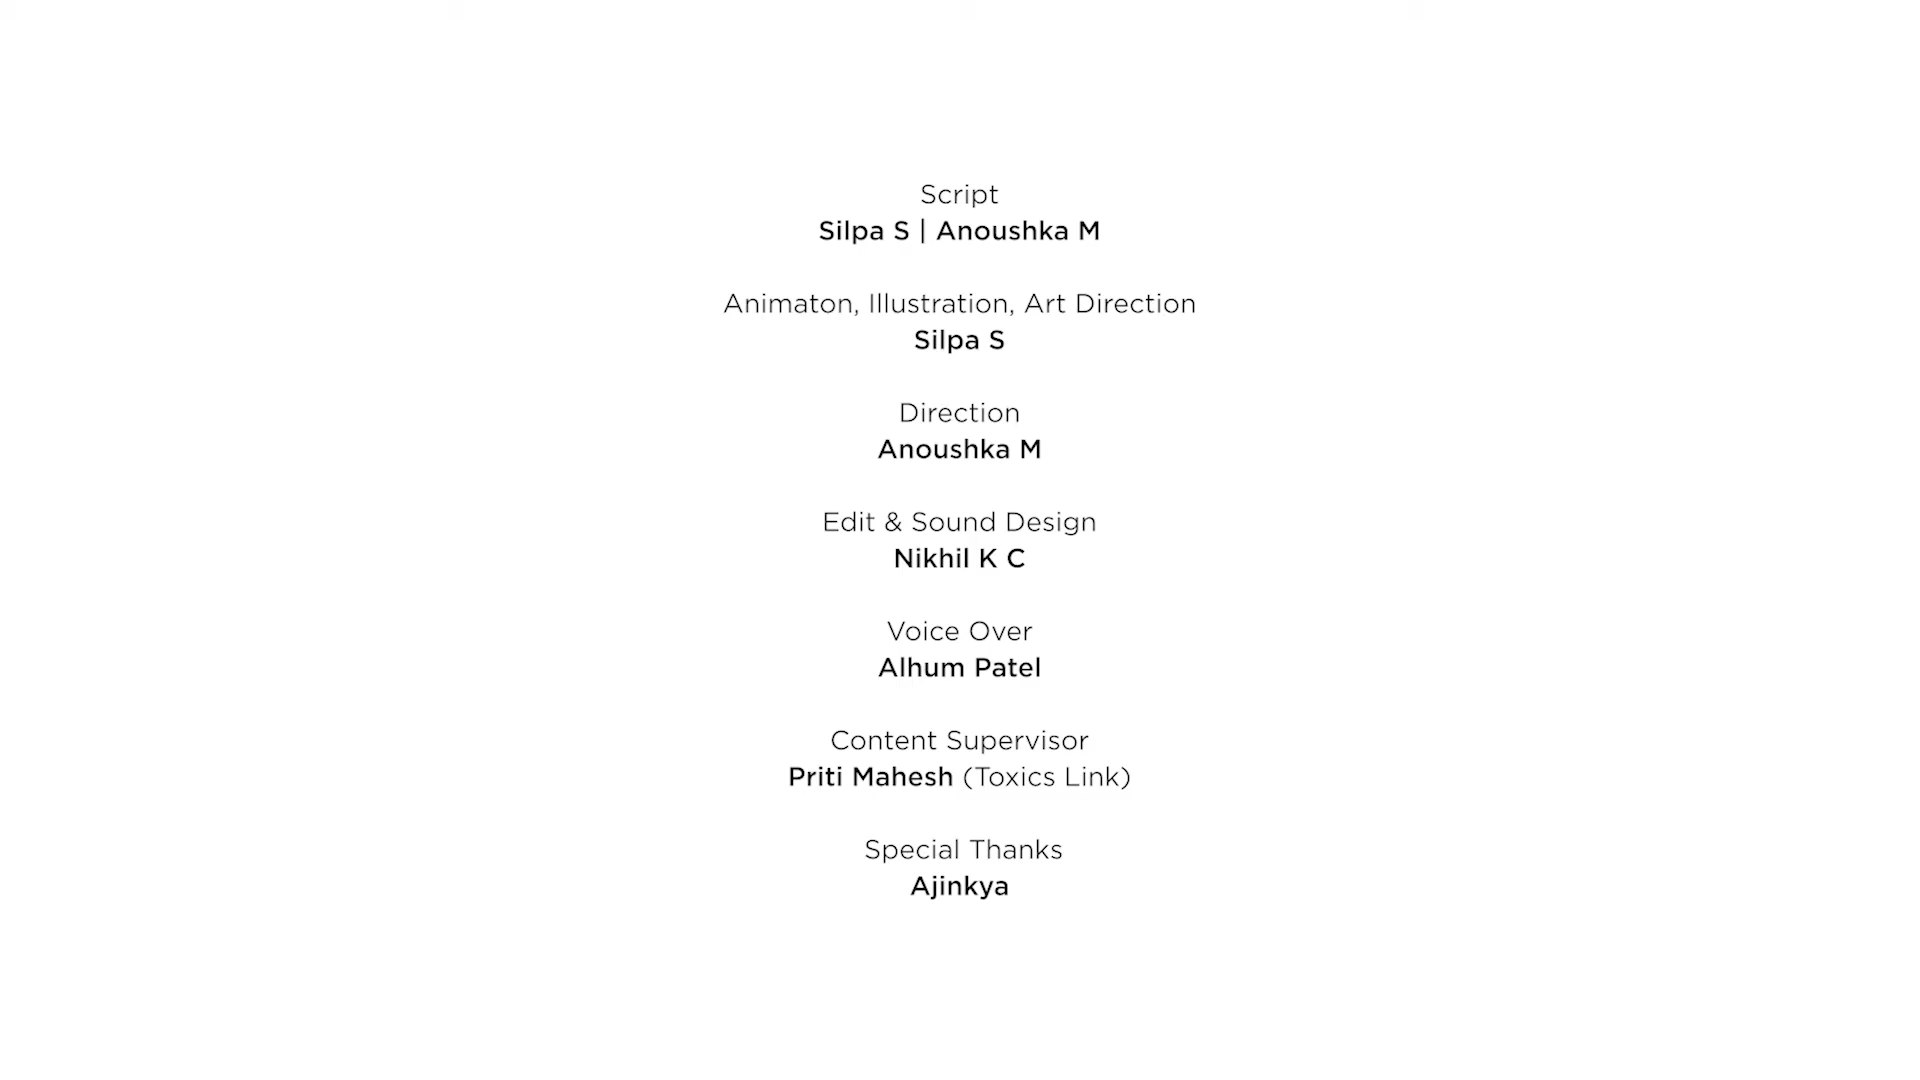 Script
Silpa S | Anoushka M
Animaton, Illustration, Art Direction
Silpa S
Direction
Anoushka M
Edit & Sound Design
Nikhil K C
Voice Over
Alhum Patel
Content Supervisor
Priti Mahesh (Toxics Link)
Special Thanks
Ajinkya